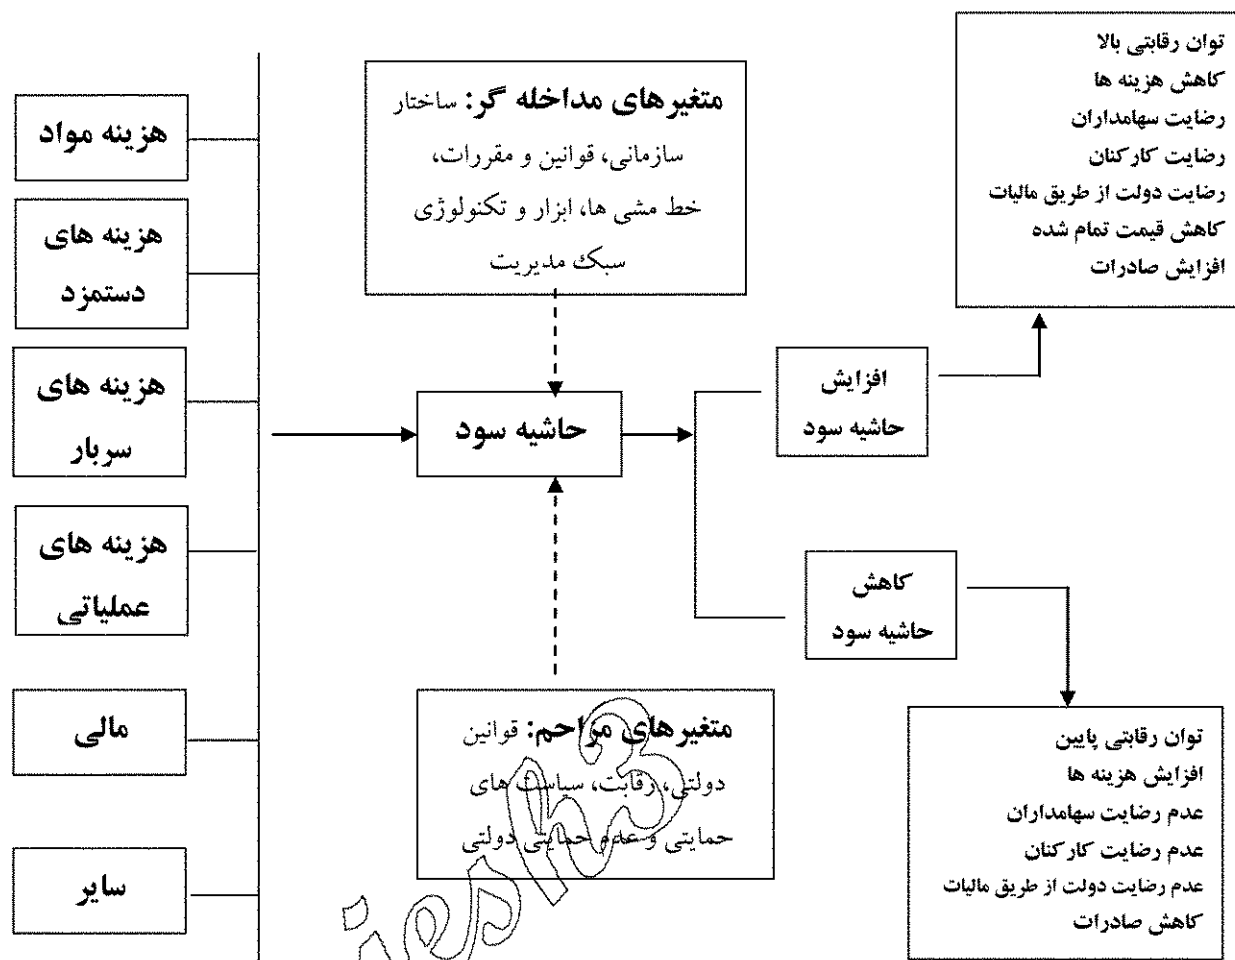 توان رقابتی بالا
کاهش هزینه ها
رضایت سهامداران
رضایت کارکنان
رضایت دولت از طریق مالیات
کاهش قیمت تمام شده
افزایش صادرات
متغیرهای مداخله گر: ساختار
سازمانی، قوانین و مقررات،
خط مشی ها، ابزار و تکنولوژی
سبک مدیریت
هزینه مواد
هزینه های
دستمزد
هزینه های
سربار
هزینه های
عملیاتی
مالی
سایر
حاشیه سود
افزایش
حاشیه سود
کاهش
حاشیه سود
متغیرهای مزاحم: قوانین
دولتی، رقابت، سیاست های
حمایتی و عدم حمایتی دولتی
توان رقابتی پایین
افزایش هزینه ها
عدم رضایت سهامداران
عدم رضایت کارکنان
عدم رضایت دولت از طریق مالیات
کاهش صادرات